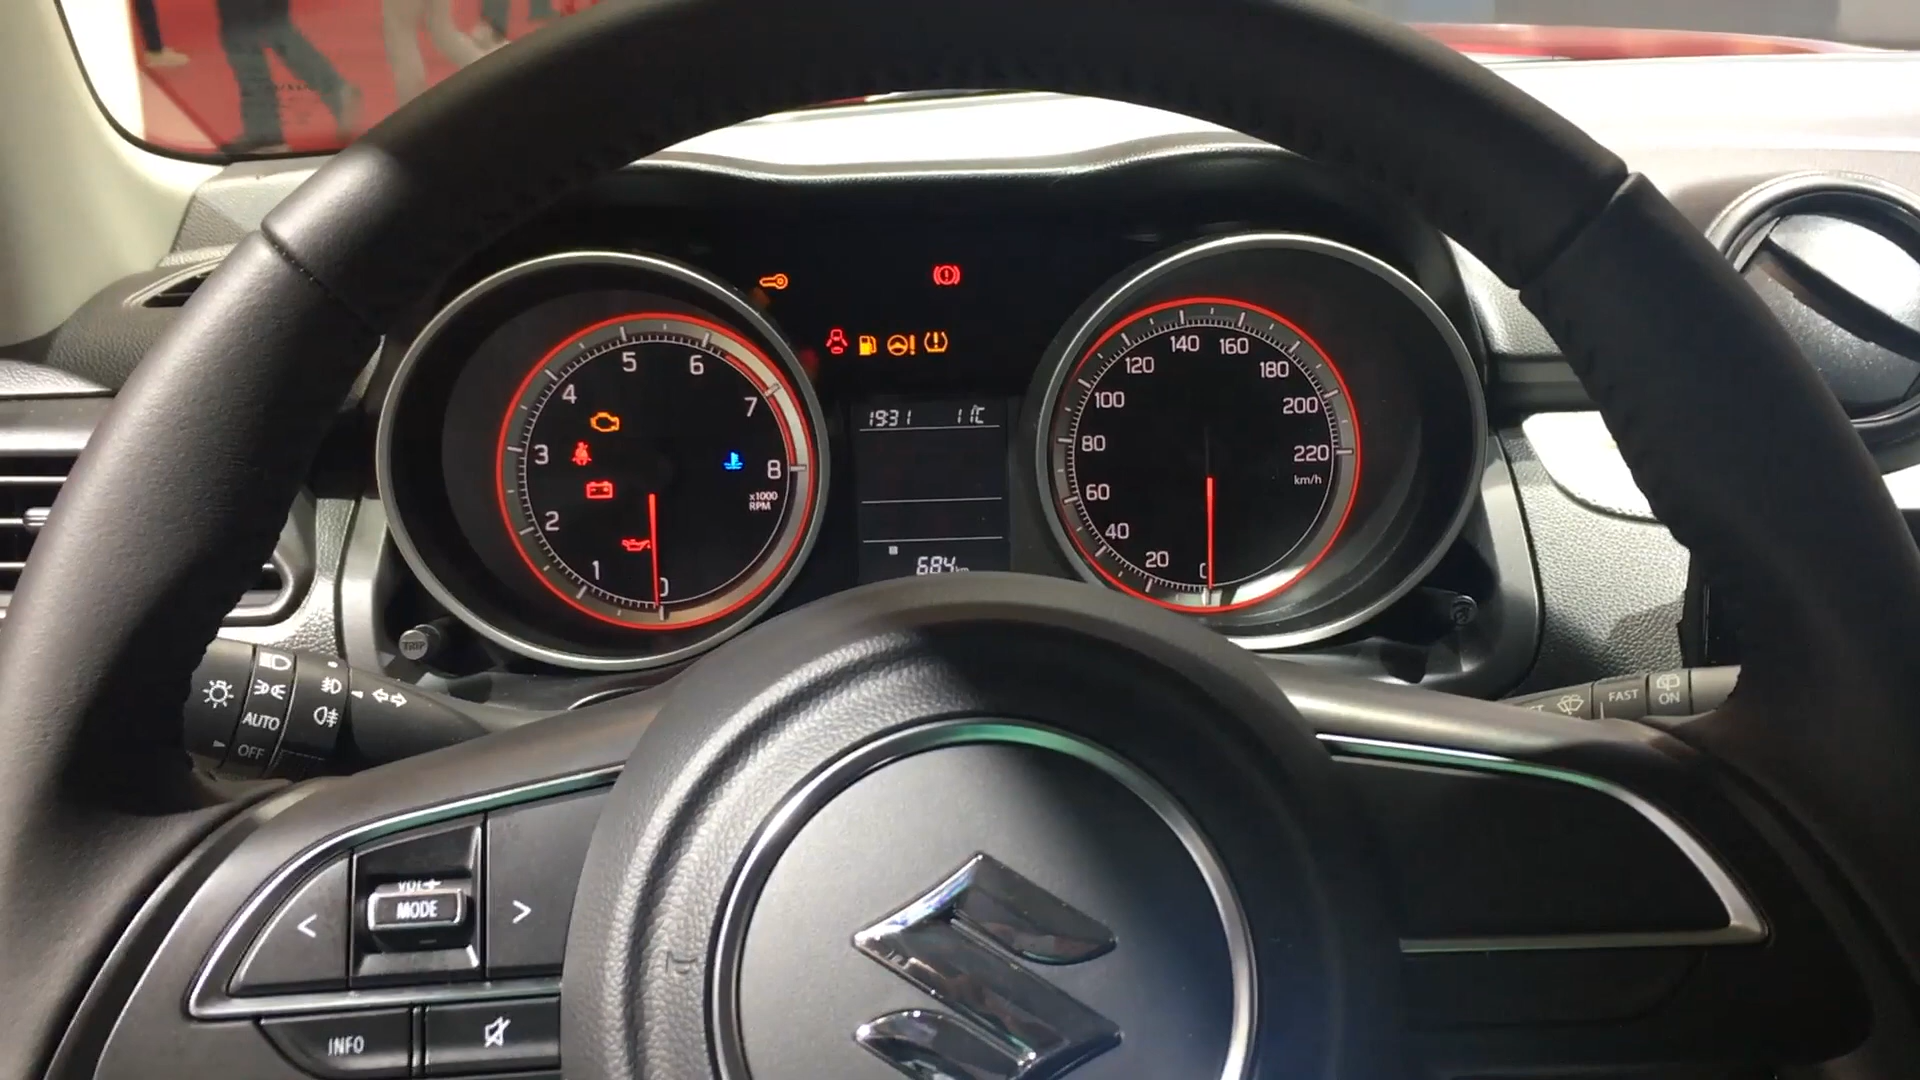 5 6
4 7
3 8
2 x1000
RPM
1 0
19:31 11°C
684km
140 160
120 180
100 200
80 220
60 km/h
40
20
TRIP
AUTO
OFF
FAST
ON
VOL+
< MODE >
INFO